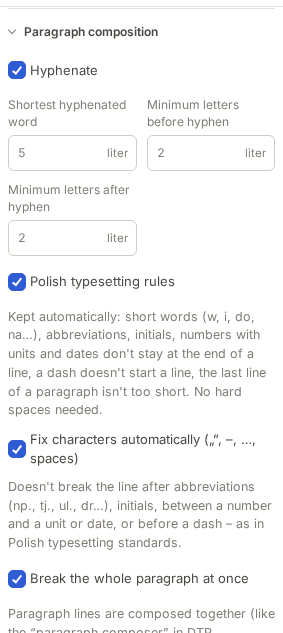 Paragraph composition
Hyphenate
Shortest hyphenated word
Minimum letters before hyphen
5 liter
2 liter
Minimum letters after hyphen
2 liter
Polish typesetting rules
Kept automatically: short words (w, i, do,
na...), abbreviations, initials, numbers with
units and dates don't stay at the end of a
line, a dash doesn't start a line, the last line
of a paragraph isn't too short. No hard
spaces needed.
Fix characters automatically („”, –, …,
spaces)
Doesn't break the line after abbreviations
(np., tj., ul., dr...), initials, between a number
and a unit or date, or before a dash – as in
Polish typesetting standards.
Break the whole paragraph at once
Paragraph lines are composed together (like
the “paragraph composer” in DTP